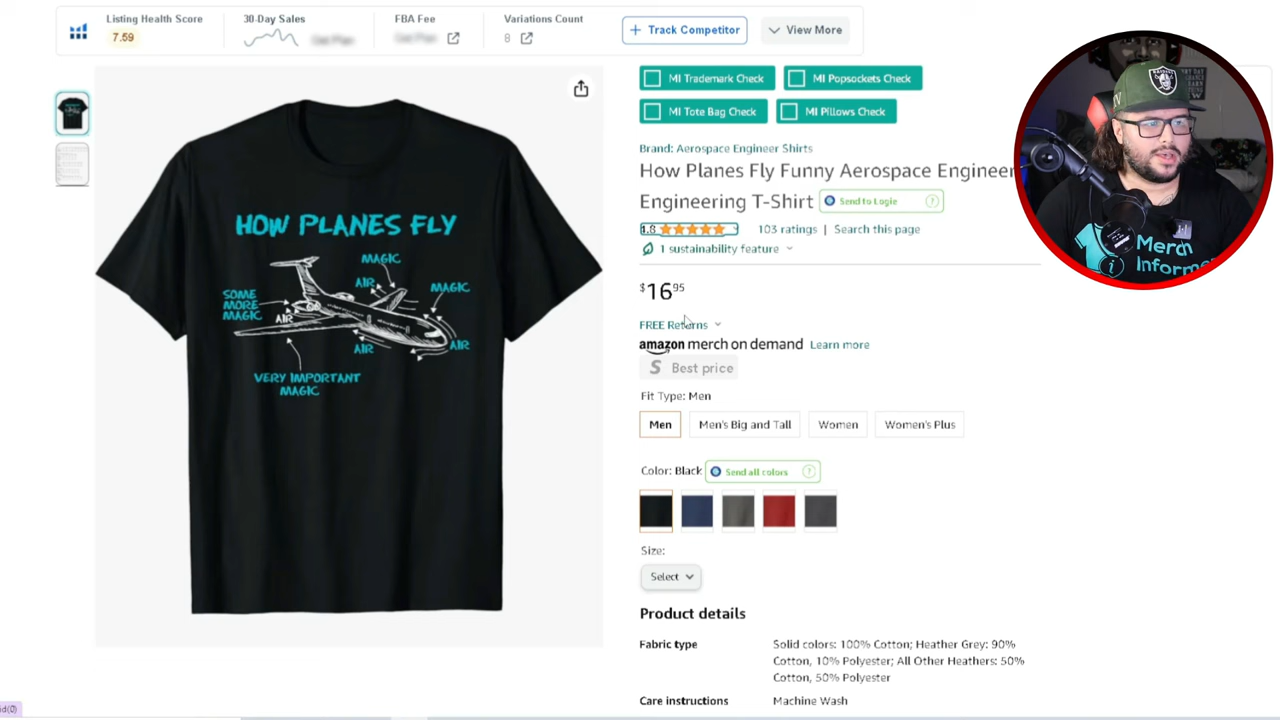 Listing Health Score
7.59
30-Day Sales
FBA Fee
Variations Count
8
+ Track Competitor
View More
MI Trademark Check
MI Popsockets Check
MI Tote Bag Check
MI Pillows Check
Brand: Aerospace Engineer Shirts
How Planes Fly Funny Aerospace Engineer
Engineering T-Shirt
Send to Logie
?
4.8
103 ratings | Search this page
1 sustainability feature
$16.95
FREE Returns
amazon merch on demand Learn more
S Best price
Fit Type: Men
Men
Men's Big and Tall
Women
Women's Plus
Color: Black
Send all colors
?
Size:
Select
Product details
Fabric type
Solid colors: 100% Cotton; Heather Grey: 90%
Cotton, 10% Polyester; All Other Heathers: 50%
Cotton, 50% Polyester
Care instructions
Machine Wash
HOW PLANES FLY
MAGIC
AIR
MAGIC
SOME
MORE
MAGIC
AIR
AIR
AIR
VERY IMPORTANT
MAGIC
RAIDERS
Merch
Inform
id(0)